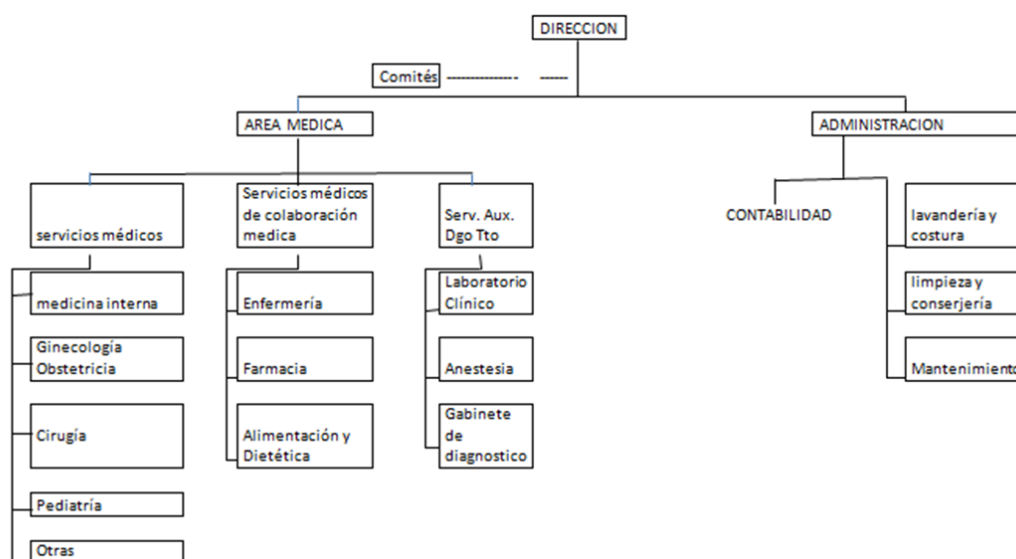 DIRECCION
Comités
AREA MEDICA
ADMINISTRACION
servicios médicos
Servicios médicos
de colaboración
medica
Serv. Aux.
Dgo Tto
CONTABILIDAD
lavandería y
costura
medicina interna
Enfermería
Laboratorio
Clínico
limpieza y
conserjería
Ginecología
Obstetricia
Farmacia
Anestesia
Mantenimiento
Cirugía
Alimentación y
Dietética
Gabinete
de
diagnostico
Pediatría
Otras